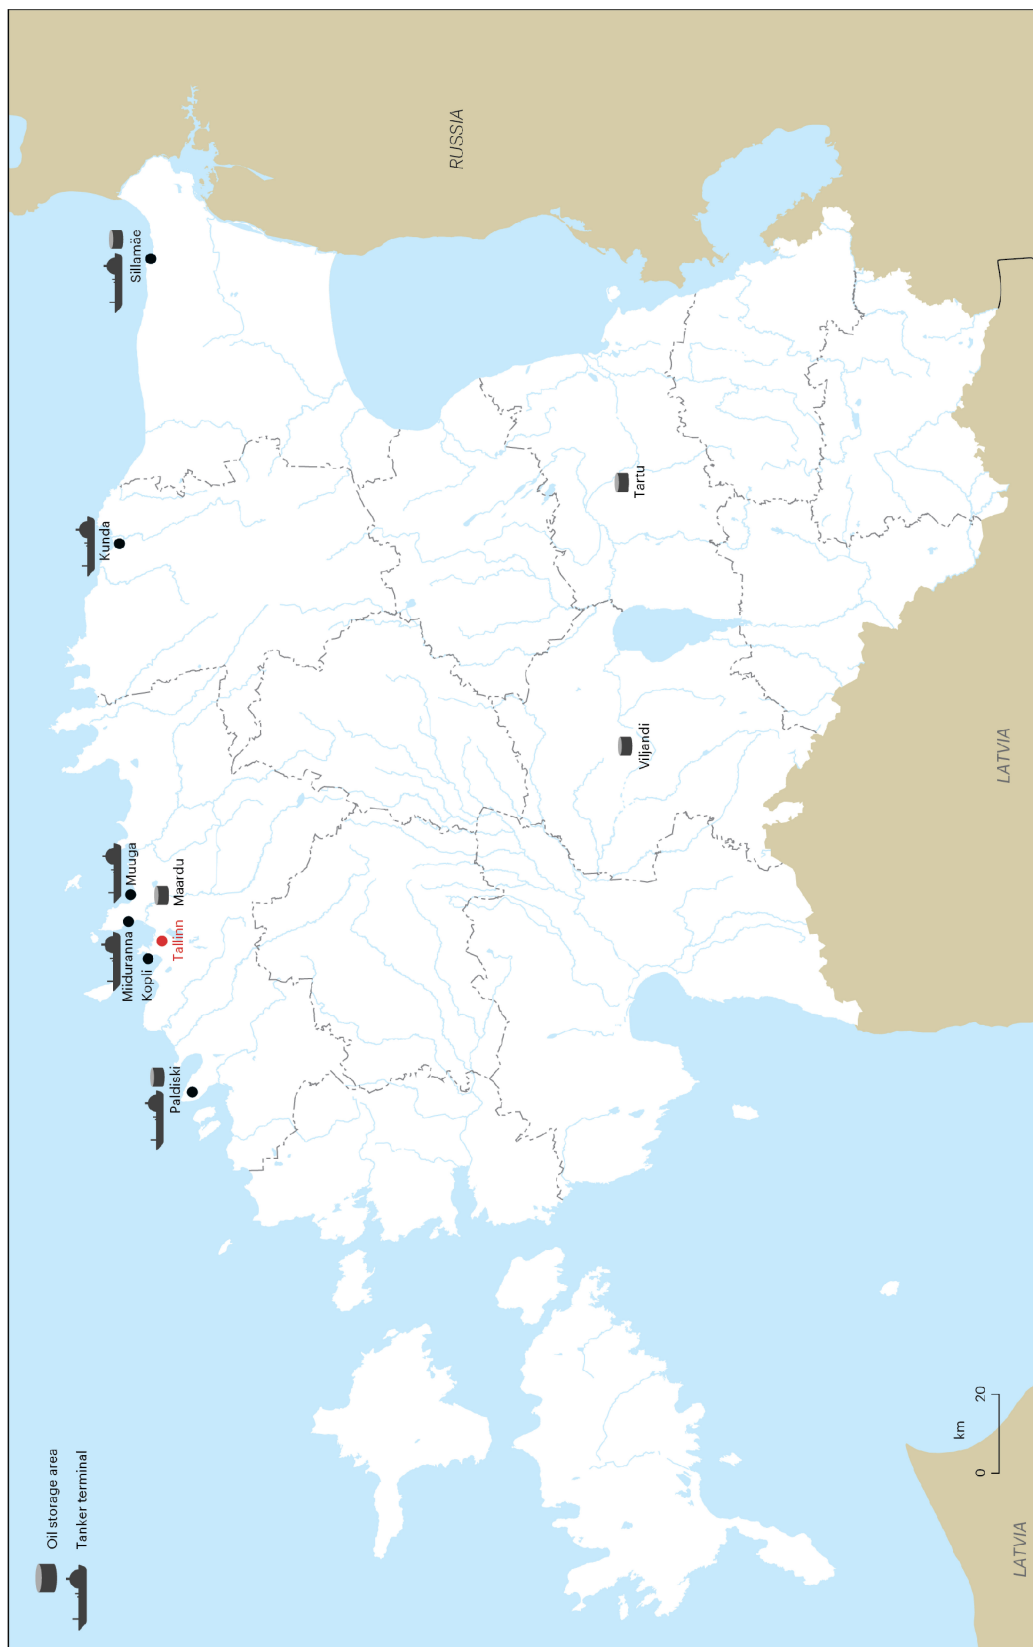 Oil storage area
Tanker terminal
Paldiski
Miiduranna
Kopli
Tallinn
Muuga
Maardu
Kunda
Sillamäe
RUSSIA
Viljandi
Tartu
LATVIA
km
0 20
LATVIA